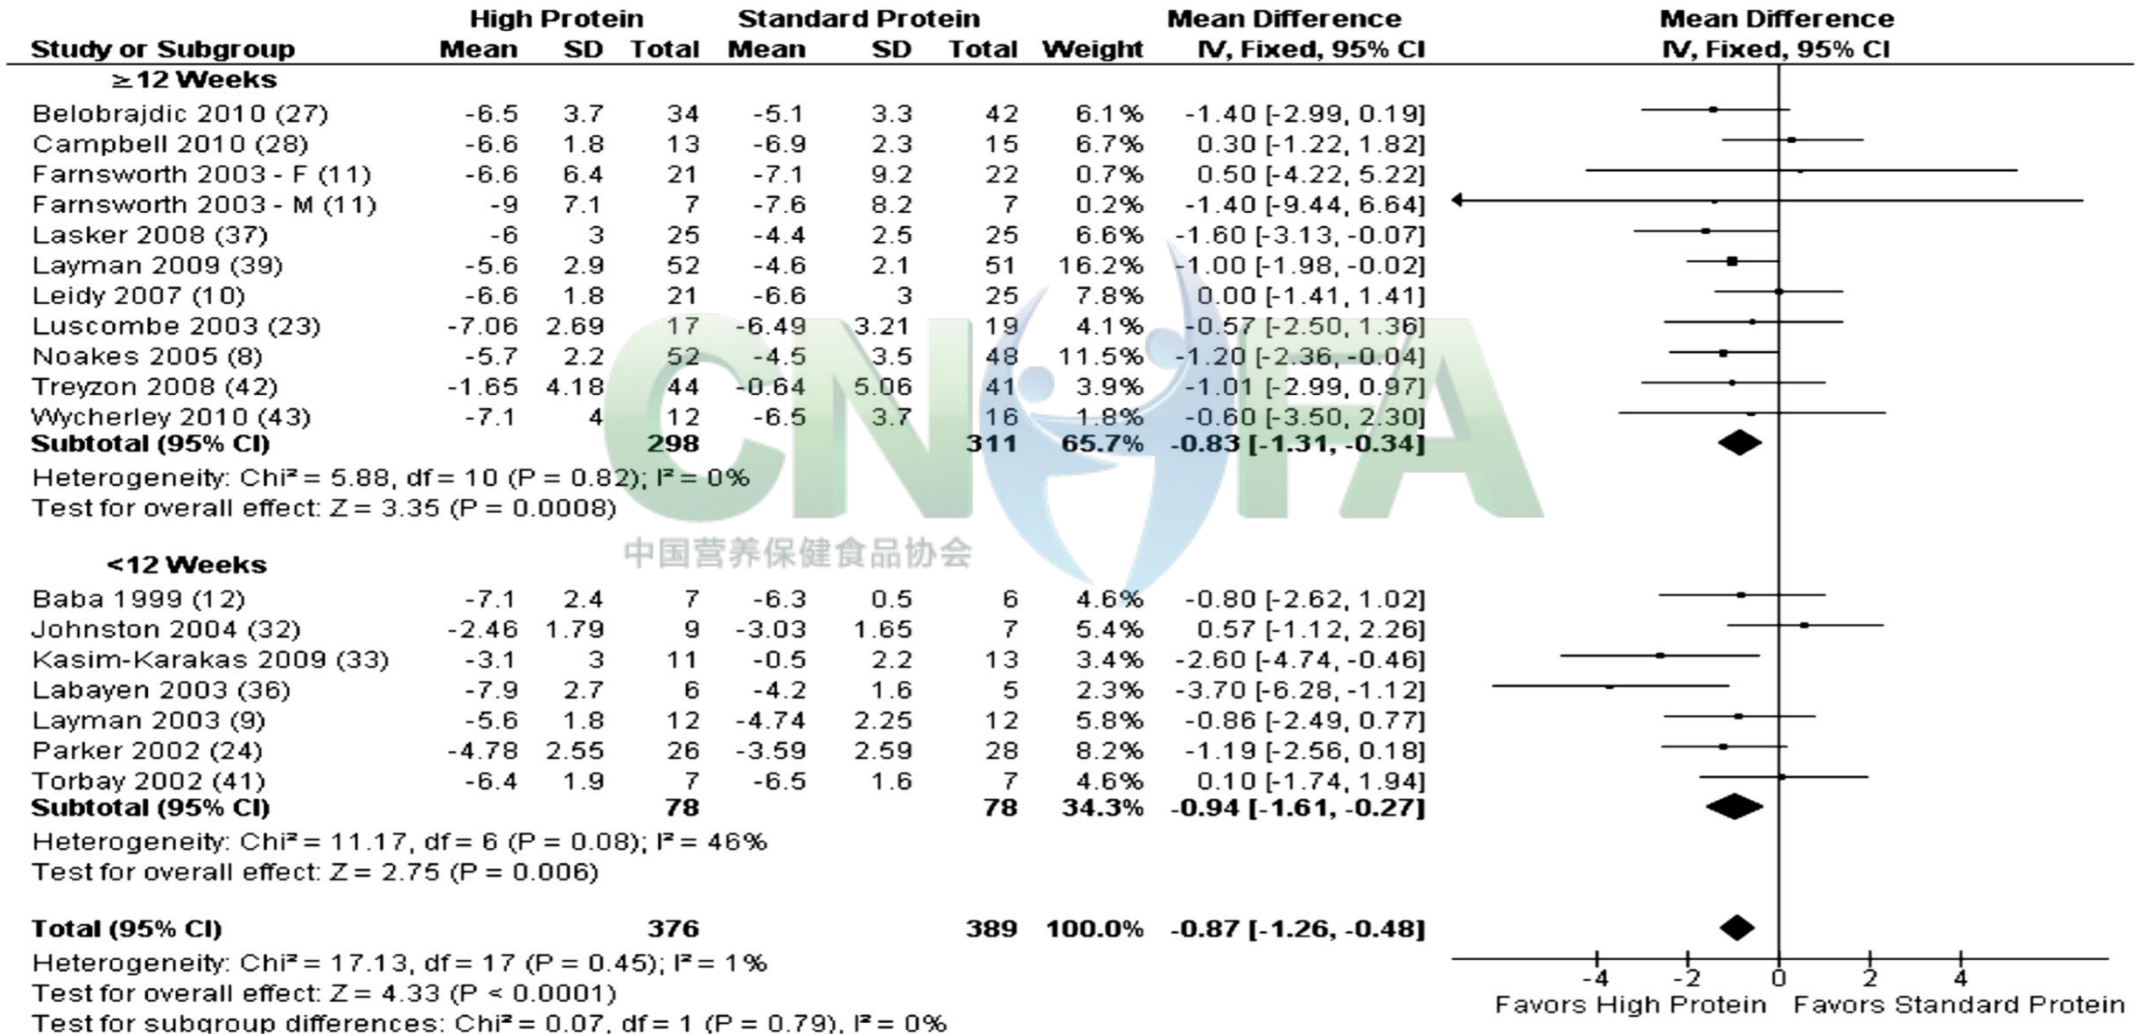 High Protein Standard Protein Mean Difference Mean Difference
Study or Subgroup Mean SD Total Mean SD Total Weight IV, Fixed, 95% CI IV, Fixed, 95% CI
≥12 Weeks
Belobrajdic 2010 (27) -6.5 3.7 34 -5.1 3.3 42 6.1% -1.40 [-2.99, 0.19]
Campbell 2010 (28) -6.6 1.8 13 -6.9 2.3 15 6.7% 0.30 [-1.22, 1.82]
Farnsworth 2003 - F (11) -6.6 6.4 21 -7.1 9.2 22 0.7% 0.50 [-4.22, 5.22]
Farnsworth 2003 - M (11) -9 7.1 7 -7.6 8.2 7 0.2% -1.40 [-9.44, 6.64]
Lasker 2008 (37) -6 3 25 -4.4 2.5 25 6.6% -1.60 [-3.13, -0.07]
Layman 2009 (39) -5.6 2.9 52 -4.6 2.1 51 16.2% -1.00 [-1.98, -0.02]
Leidy 2007 (10) -6.6 1.8 21 -6.6 3 25 7.8% 0.00 [-1.41, 1.41]
Luscombe 2003 (23) -7.06 2.69 17 -6.49 3.21 19 4.1% -0.57 [-2.50, 1.36]
Noakes 2005 (8) -5.7 2.2 52 -4.5 3.5 48 11.5% -1.20 [-2.36, -0.04]
Treyzon 2008 (42) -1.65 4.18 44 -0.64 5.06 41 3.9% -1.01 [-2.99, 0.97]
Wycherley 2010 (43) -7.1 4 12 -6.5 3.7 16 1.8% -0.60 [-3.50, 2.30]
Subtotal (95% CI) 298 311 65.7% -0.83 [-1.31, -0.34]
Heterogeneity: Chi² = 5.88, df = 10 (P = 0.82); I² = 0%
Test for overall effect: Z = 3.35 (P = 0.0008)
CNHFA
中国营养保健食品协会
<12 Weeks
Baba 1999 (12) -7.1 2.4 7 -6.3 0.5 6 4.6% -0.80 [-2.62, 1.02]
Johnston 2004 (32) -2.46 1.79 9 -3.03 1.65 7 5.4% 0.57 [-1.12, 2.26]
Kasim-Karakas 2009 (33) -3.1 3 11 -0.5 2.2 13 3.4% -2.60 [-4.74, -0.46]
Labayen 2003 (36) -7.9 2.7 6 -4.2 1.6 5 2.3% -3.70 [-6.28, -1.12]
Layman 2003 (9) -5.6 1.8 12 -4.74 2.25 12 5.8% -0.86 [-2.49, 0.77]
Parker 2002 (24) -4.78 2.55 26 -3.59 2.59 28 8.2% -1.19 [-2.56, 0.18]
Torbay 2002 (41) -6.4 1.9 7 -6.5 1.6 7 4.6% 0.10 [-1.74, 1.94]
Subtotal (95% CI) 78 78 34.3% -0.94 [-1.61, -0.27]
Heterogeneity: Chi² = 11.17, df = 6 (P = 0.08); I² = 46%
Test for overall effect: Z = 2.75 (P = 0.006)
Total (95% CI) 376 389 100.0% -0.87 [-1.26, -0.48]
Heterogeneity: Chi² = 17.13, df = 17 (P = 0.45); I² = 1%
Test for overall effect: Z = 4.33 (P < 0.0001)
Test for subgroup differences: Chi² = 0.07, df = 1 (P = 0.79), I² = 0%
-4 -2 0 2 4
Favors High Protein Favors Standard Protein